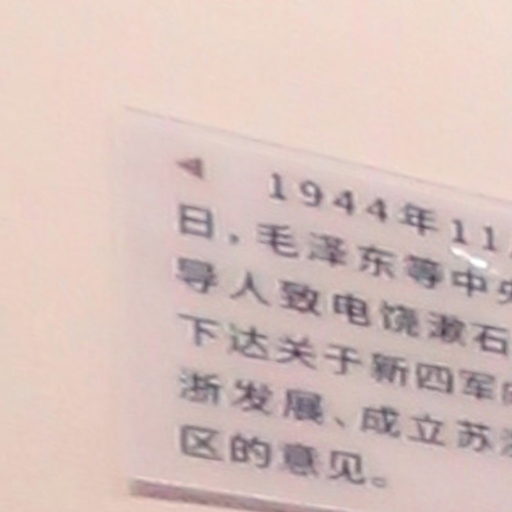 ◀ 1944年11
日，毛泽东等中央
导人致电饶漱石
下达关于新四军向
浙发展、成立苏浙
区的意见。